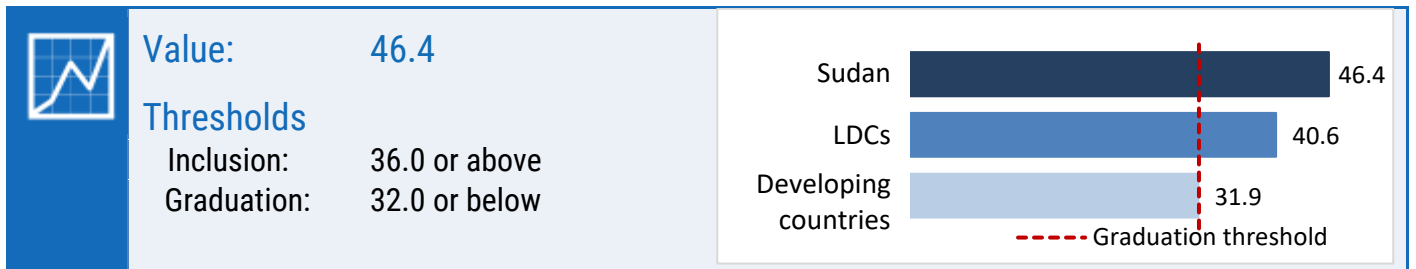 Value: 46.4
Thresholds
Inclusion: 36.0 or above
Graduation: 32.0 or below
Sudan 46.4
LDCs 40.6
Developing
countries 31.9
Graduation threshold